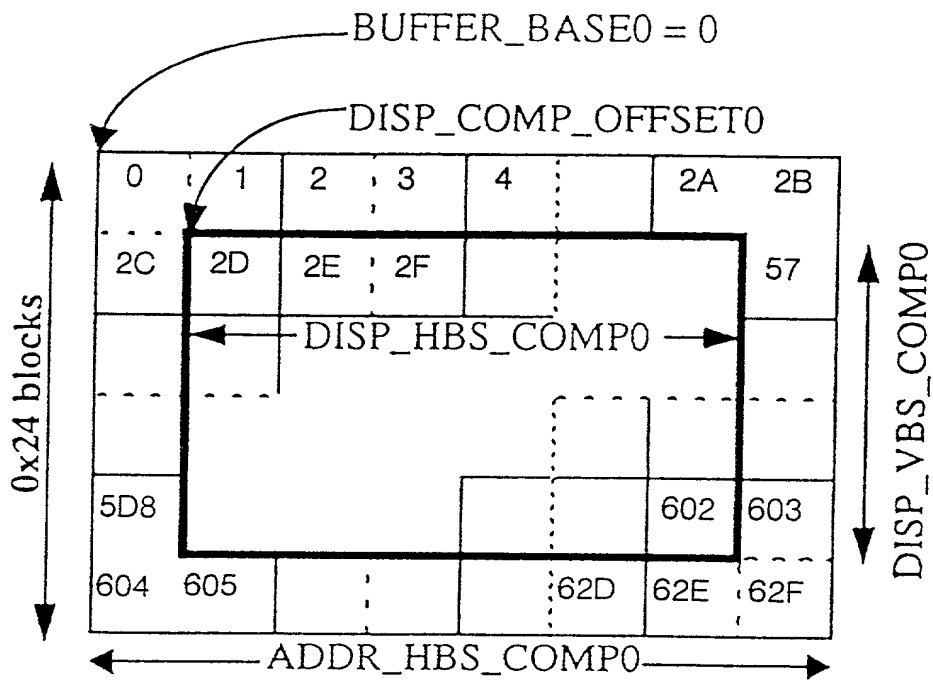 BUFFER_BASE0 = 0
DISP_COMP_OFFSET0
0 1 2 3 4 2A 2B
2C 2D 2E 2F 57
DISP_HBS_COMP0
0x24 blocks
DISP_VBS_COMP0
5D8 602 603
604 605 62D 62E 62F
ADDR_HBS_COMP0